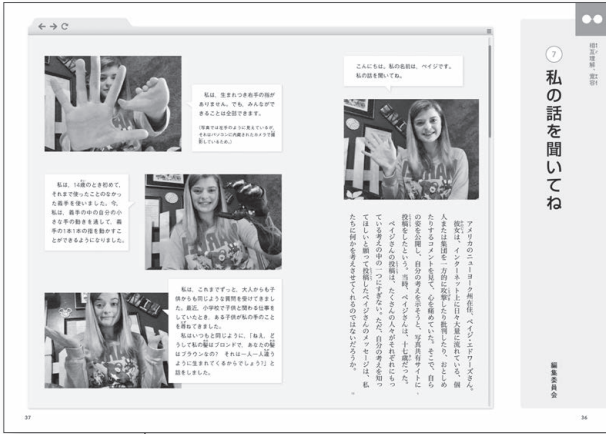 相互理解、寛容
7
私の話を聞いてね
編集委員会
こんにちは。私の名前は、ペイジです。
私の話を聞いてね。
アメリカのニューヨーク州在住、ペイジ・エドワーズさん。
彼女は、インターネット上に日々大量に流れている、個
人または集団を一方的に攻撃したり批判したり、おとしめ
たりするコメントを見て、心を痛めていた。そこで、自ら
の姿を公開し、自分の考えを示そうと、写真共有サイトに
投稿をしたという。当時、ペイジさんは、十七歳だった。
ペイジさんの投稿は、たくさんの人々がそれぞれにもっ
ている考えの中の一つにすぎない。ただ、自分の考えを知っ
てほしいと願って投稿したペイジさんのメッセージは、私
たちに何かを考えさせてくれるのではないだろうか。
私は、生まれつき右手の指が
ありません。でも、みんながで
きることは全部できます。
(写真では左手のように見えているが、
それはパソコンに内蔵されたカメラで撮
影しているため。)
私は、14歳のとき初めて、
それまで使ったことのなかっ
た義手を使いました。今、
私は、義手の中の自分の小
さな手の動きを通して、義
手の1本1本の指を動かすこ
とができるようになりました。
私は、これまでずっと、大人からも子
供からも同じような質問を受けてきまし
た。最近、小学校で子供と関わる仕事を
していたとき、ある子供が私の手のこと
を尋ねてきました。
私はいつもと同じように、「ねえ、ど
うして私の髪はブロンドで、あなたの髪
はブラウンなの? それは一人一人違う
ように生まれてくるからでしょう?」と
話をしました。
37
36